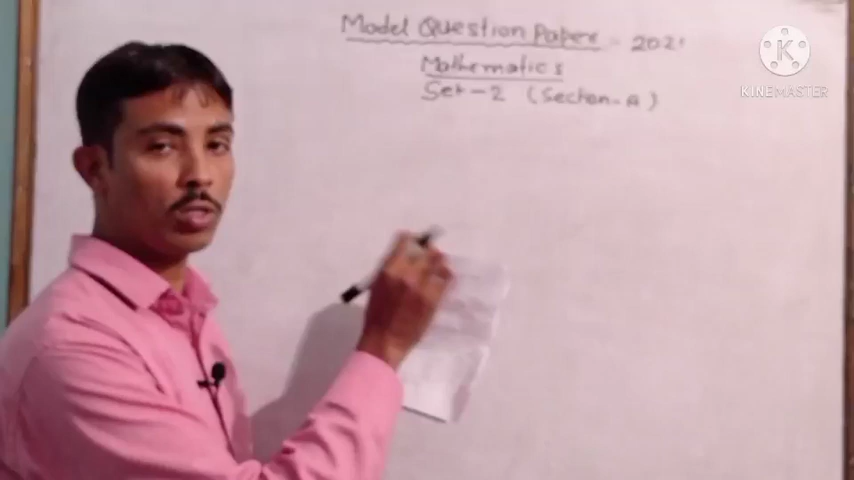 Model Question Paper - 2021
Mathematics
Set - 2 (Section - A)
KINEMASTER